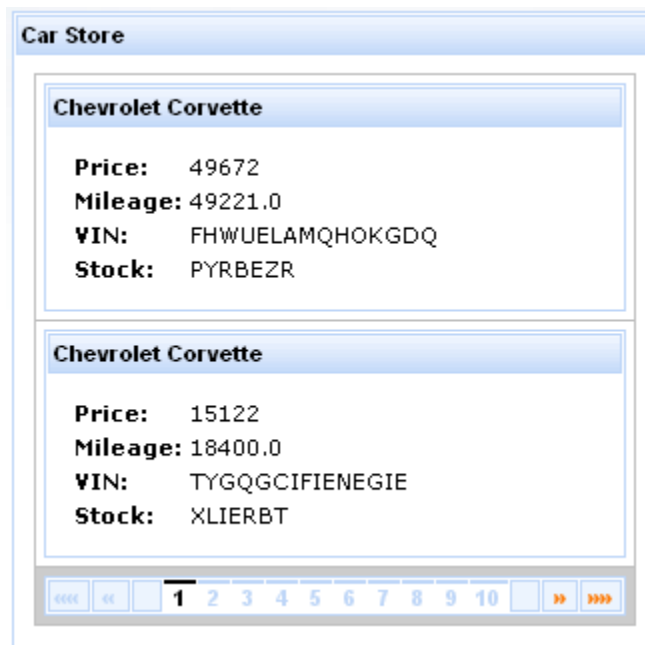 Car Store
Chevrolet Corvette
Price: 49672
Mileage: 49221.0
VIN: FHWUELAMQHOKGDQ
Stock: PYRBEZR
Chevrolet Corvette
Price: 15122
Mileage: 18400.0
VIN: TYGQGCIFIENEGIE
Stock: XLIERBT
«« « 1 2 3 4 5 6 7 8 9 10 » »»